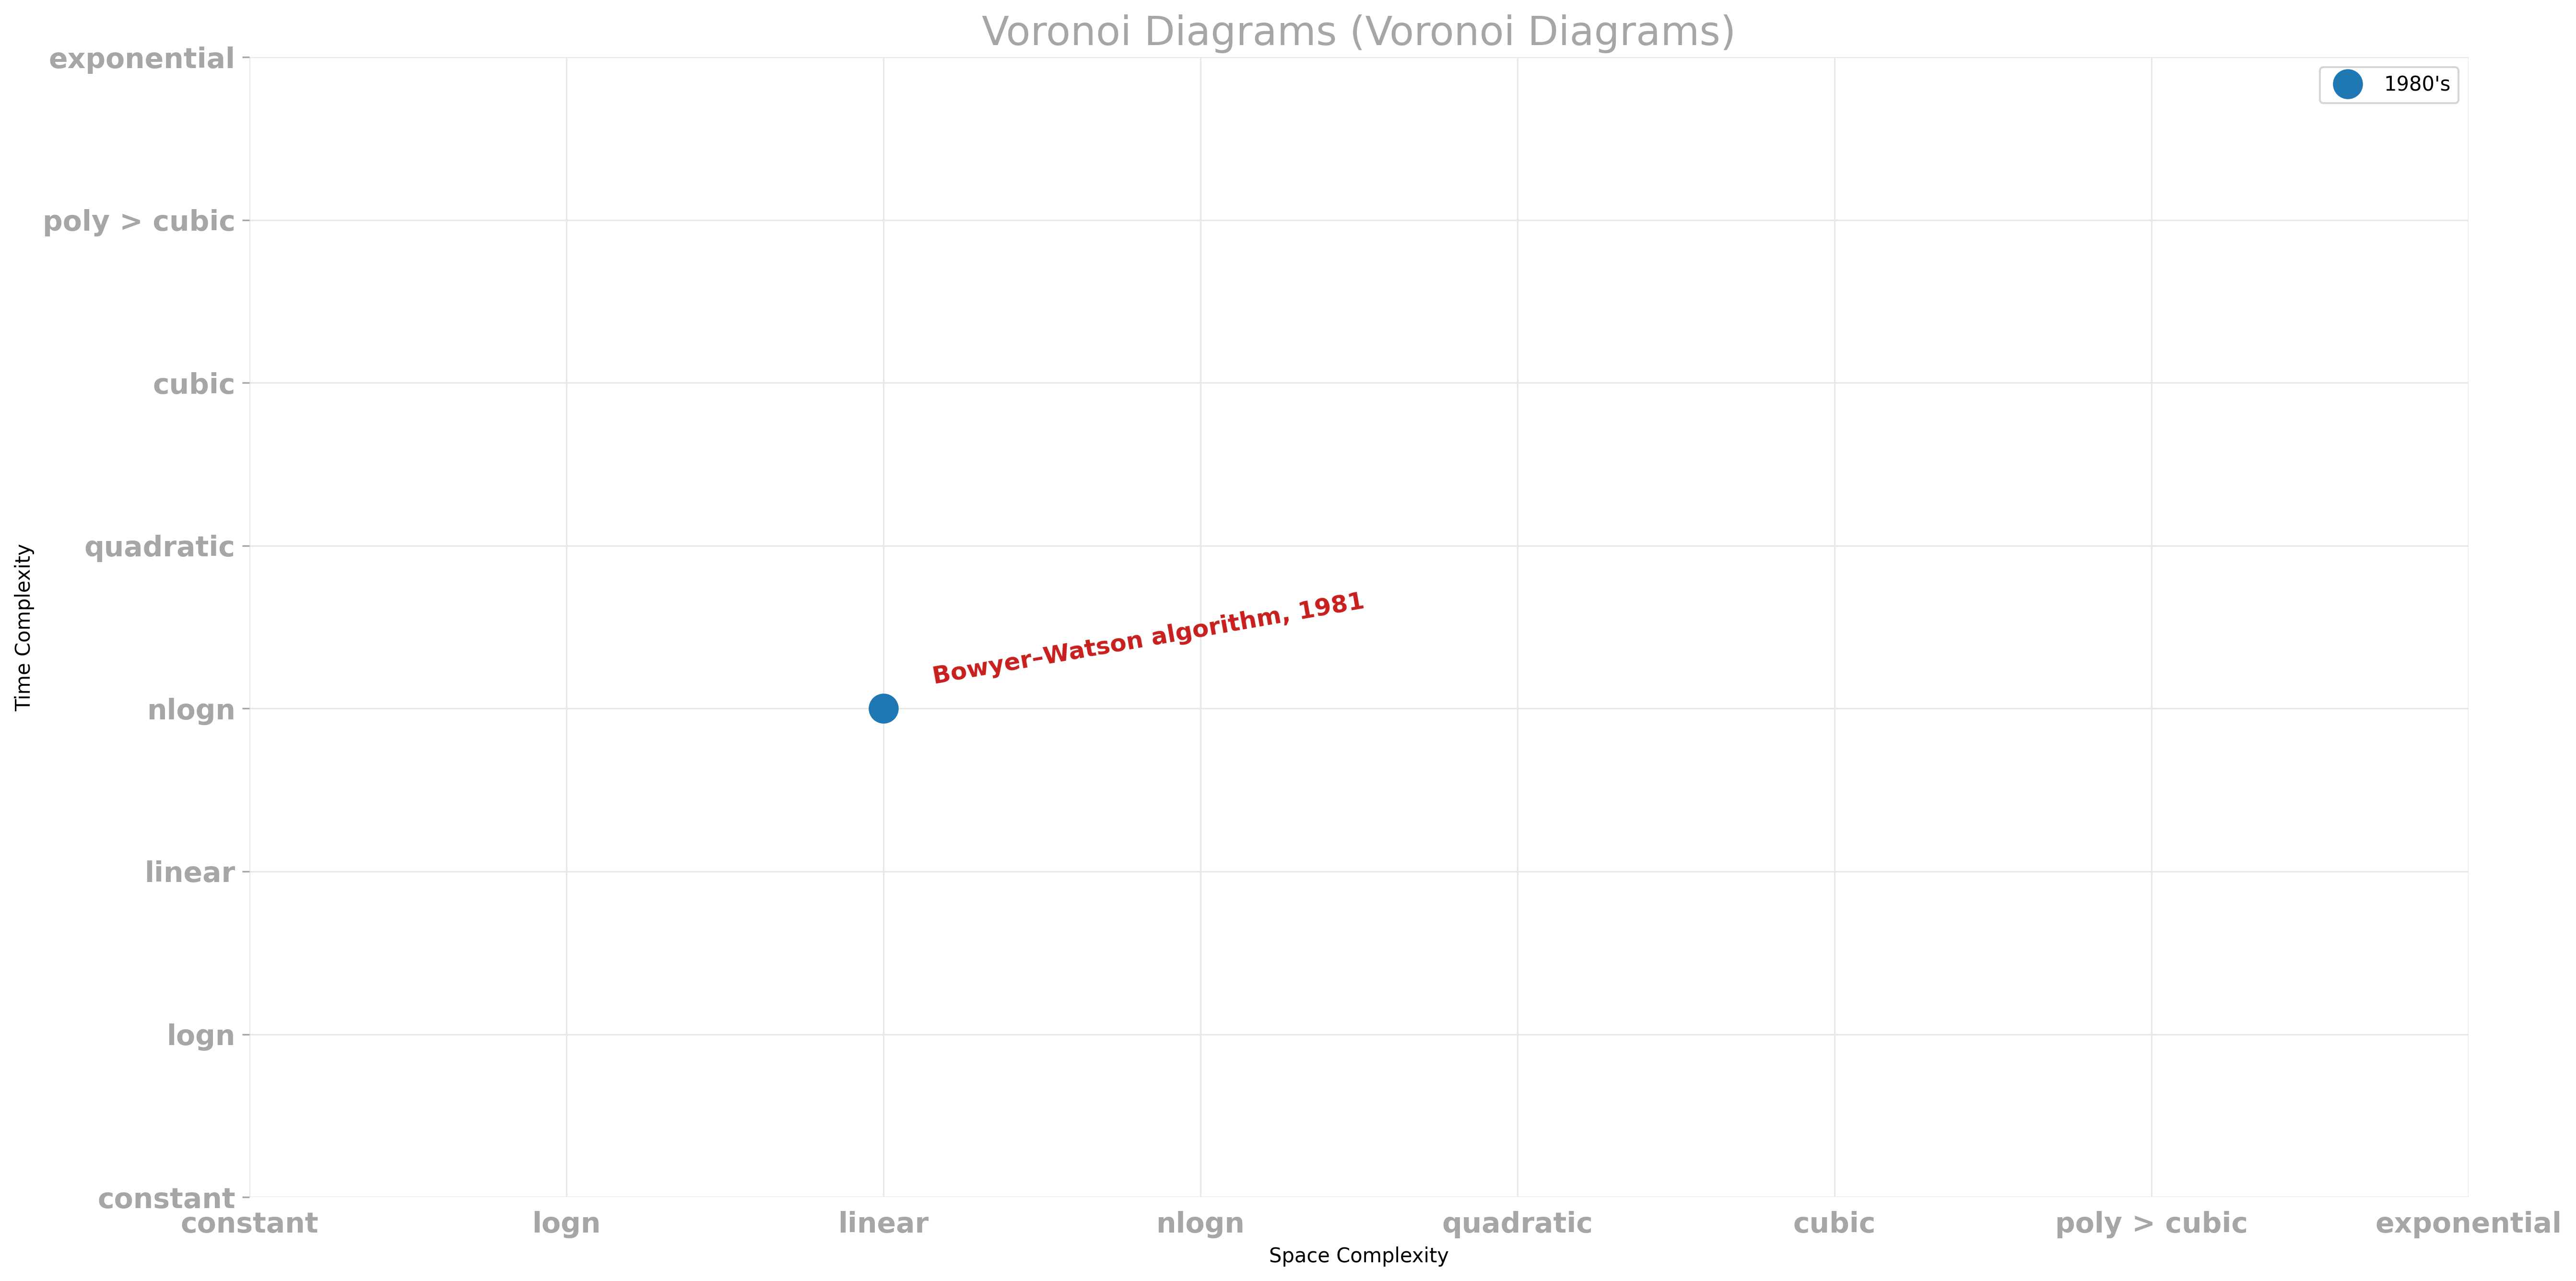 Voronoi Diagrams (Voronoi Diagrams)
exponential
1980's
poly > cubic
cubic
quadratic
Time Complexity
Bowyer–Watson algorithm, 1981
nlogn
linear
logn
constant
constant logn linear nlogn quadratic cubic poly > cubic exponential
Space Complexity